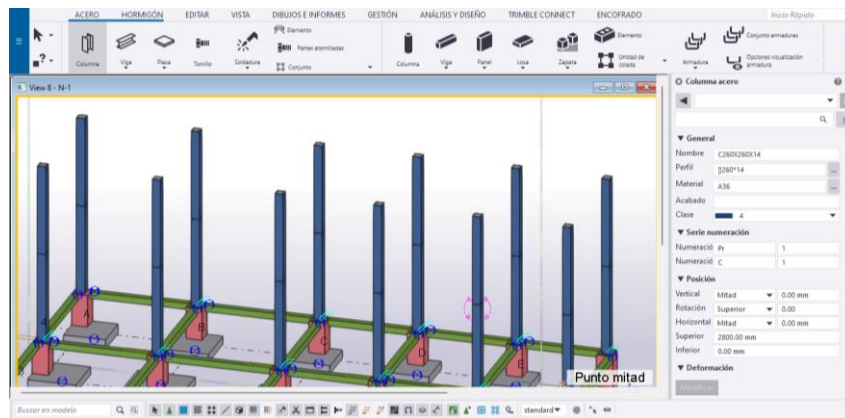 ACERO HORMIGÓN EDITAR VISTA DIBUJOS E INFORMES GESTIÓN ANÁLISIS Y DISEÑO TRIMBLE CONNECT ENCOFRADO Inicio Rápido
Columna Viga Placa Tornillo Soldadura
Elemento
Partes atornilladas
Conjunto
Columna Viga Panel Losa Zapata
Elemento
Unidad de colada
Armadura
Conjunto armaduras
Opciones visualización armadura
View 8 - N-1
A
B
C
D
E
4
3
Punto mitad
Columna acero
General
Nombre C260X260X14
Perfil []260*14
Material A36
Acabado
Clase 4
Serie numeración
Numeració Pr 1
Numeració C 1
Posición
Vertical Mitad 0.00 mm
Rotación Superior 0.00
Horizontal Mitad 0.00 mm
Superior 2800.00 mm
Inferior 0.00 mm
Deformación
Modificar
Buscar en modelo standard